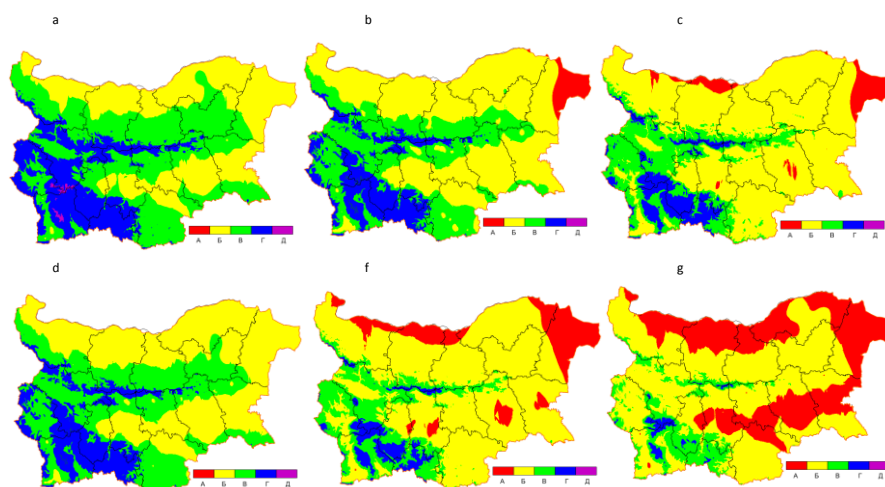 a
b
c
А Б В Г Д
А Б В Г Д
А Б В Г Д
d
f
g
А Б В Г Д
А Б В Г Д
А Б В Г Д